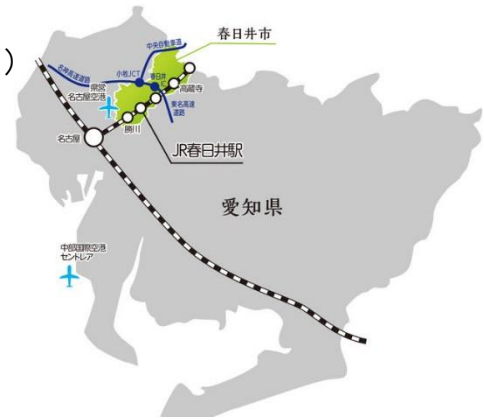 )
春日井市
中央自動車道
小牧JCT
名神高速道路
春日井
IC
県営
名古屋空港
高蔵寺
東名高速
道路
勝川
名古屋
JR春日井駅
愛知県
中部国際空港
セントレア